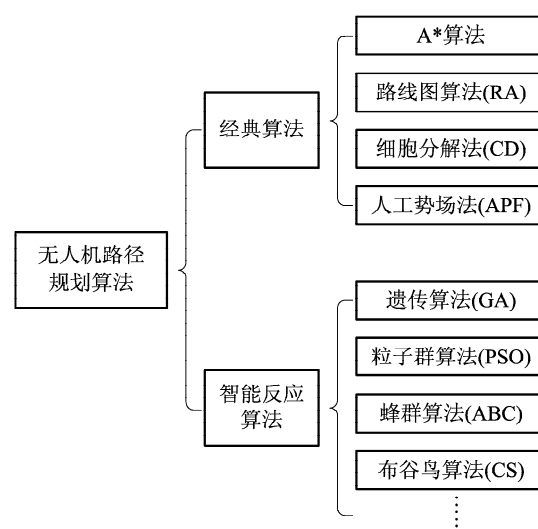 无人机路径
规划算法
经典算法
A*算法
路线图算法(RA)
细胞分解法(CD)
人工势场法(APF)
智能反应
算法
遗传算法(GA)
粒子群算法(PSO)
蜂群算法(ABC)
布谷鸟算法(CS)